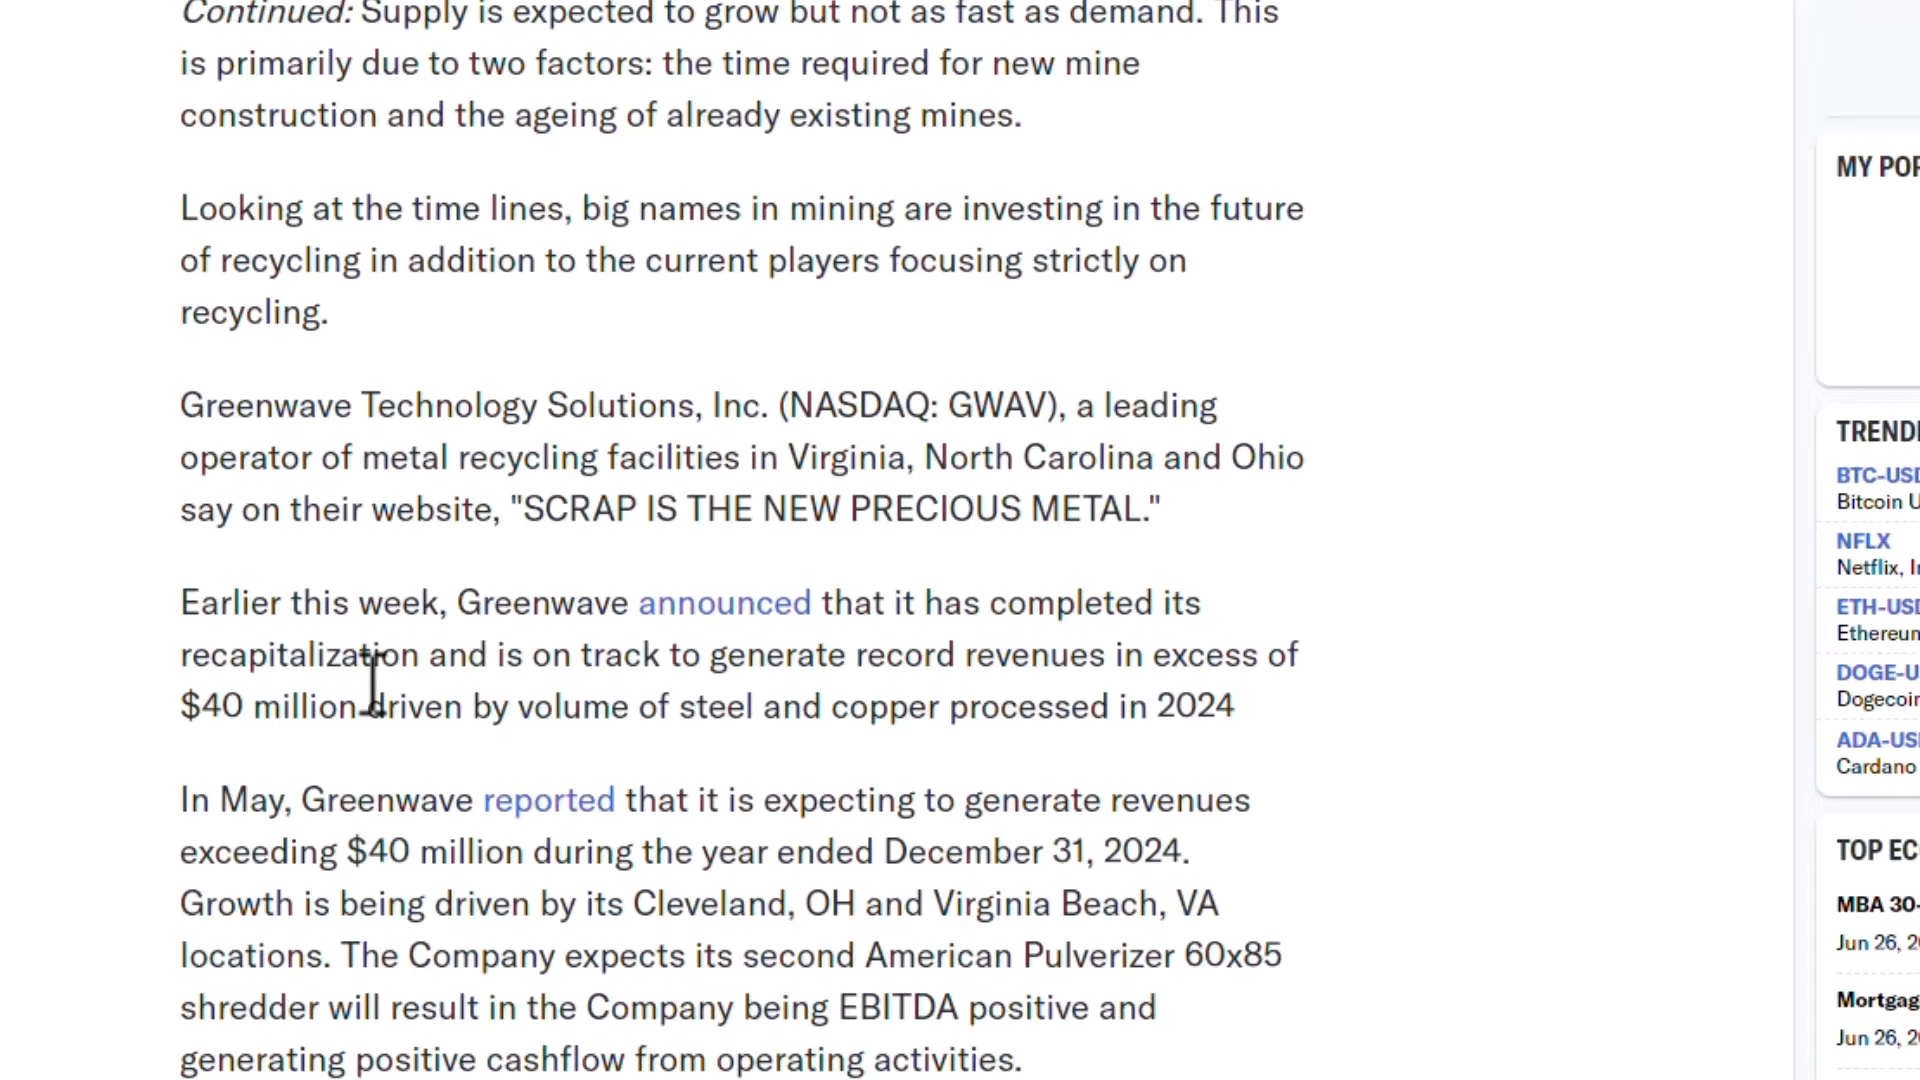 Continued: Supply is expected to grow but not as fast as demand. This
is primarily due to two factors: the time required for new mine
construction and the ageing of already existing mines.
Looking at the time lines, big names in mining are investing in the future
of recycling in addition to the current players focusing strictly on
recycling.
Greenwave Technology Solutions, Inc. (NASDAQ: GWAV), a leading
operator of metal recycling facilities in Virginia, North Carolina and Ohio
say on their website, "SCRAP IS THE NEW PRECIOUS METAL."
Earlier this week, Greenwave announced that it has completed its
recapitalization and is on track to generate record revenues in excess of
$40 million driven by volume of steel and copper processed in 2024
In May, Greenwave reported that it is expecting to generate revenues
exceeding $40 million during the year ended December 31, 2024.
Growth is being driven by its Cleveland, OH and Virginia Beach, VA
locations. The Company expects its second American Pulverizer 60x85
shredder will result in the Company being EBITDA positive and
generating positive cashflow from operating activities.
MY
BTC-USD
Bitcoin
NFLX
Netflix,
ETH-USD
DOGE-U
ADA-US
Cardano
TOP
MBA 30-
Jun 26,
Jun 26,